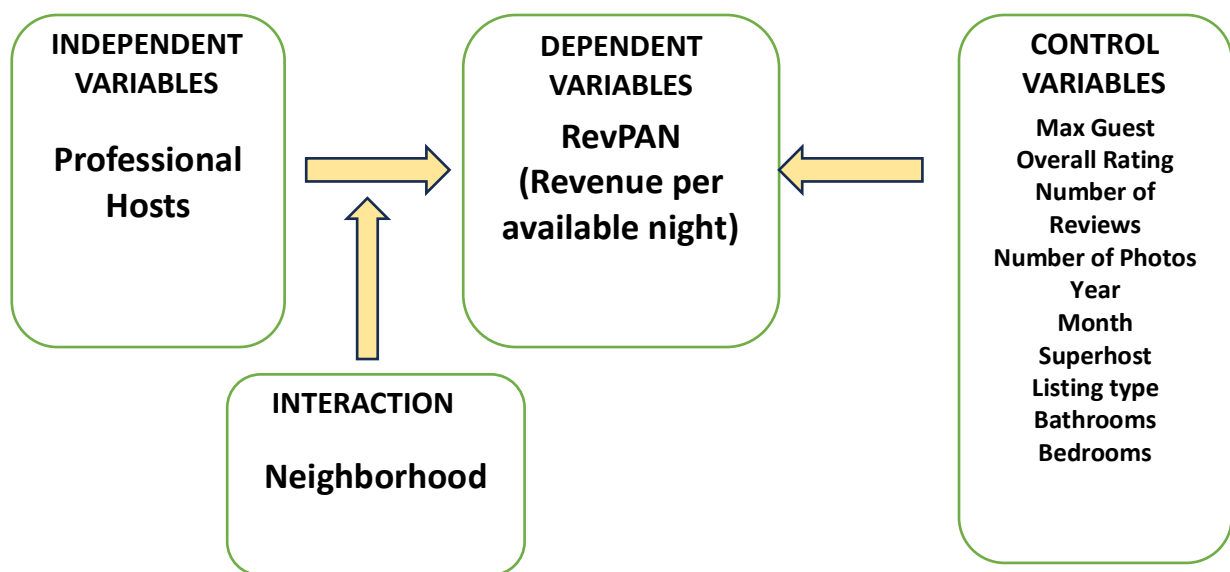 INDEPENDENT
VARIABLES
Professional
Hosts
DEPENDENT
VARIABLES
RevPAN
(Revenue per
available night)
CONTROL
VARIABLES
Max Guest
Overall Rating
Number of
Reviews
Number of Photos
Year
Month
Superhost
Listing type
Bathrooms
Bedrooms
INTERACTION
Neighborhood